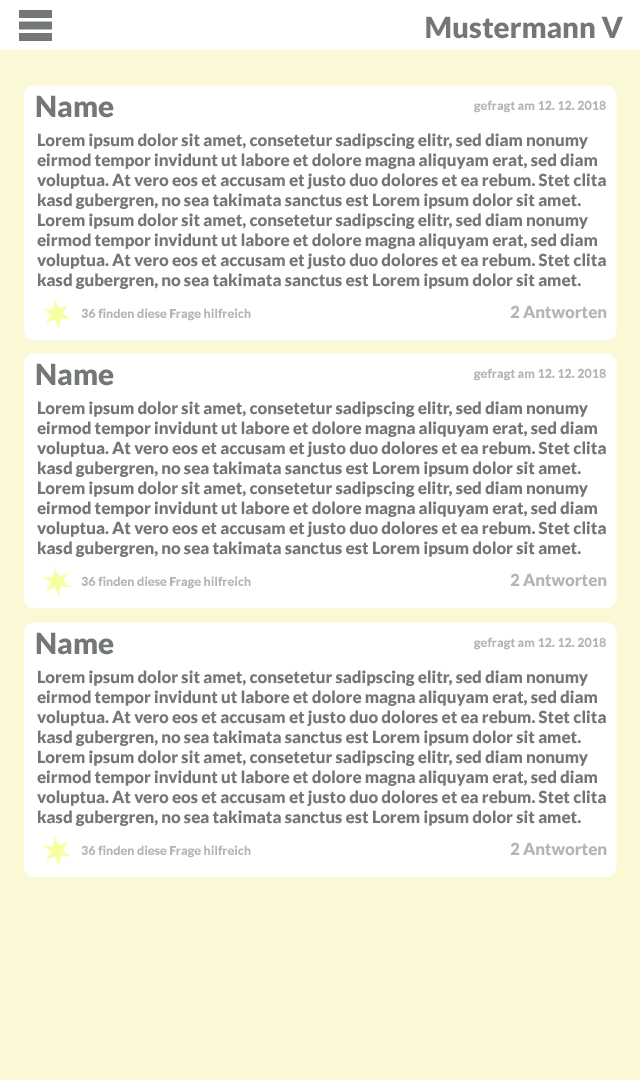 Mustermann V
Name
gefragt am 12. 12. 2018
Lorem ipsum dolor sit amet, consetetur sadipscing elitr, sed diam nonumy
eirmod tempor invidunt ut labore et dolore magna aliquyam erat, sed diam
voluptua. At vero eos et accusam et justo duo dolores et ea rebum. Stet clita
kasd gubergren, no sea takimata sanctus est Lorem ipsum dolor sit amet.
Lorem ipsum dolor sit amet, consetetur sadipscing elitr, sed diam nonumy
eirmod tempor invidunt ut labore et dolore magna aliquyam erat, sed diam
voluptua. At vero eos et accusam et justo duo dolores et ea rebum. Stet clita
kasd gubergren, no sea takimata sanctus est Lorem ipsum dolor sit amet.
36 finden diese Frage hilfreich
2 Antworten
Name
gefragt am 12. 12. 2018
Lorem ipsum dolor sit amet, consetetur sadipscing elitr, sed diam nonumy
eirmod tempor invidunt ut labore et dolore magna aliquyam erat, sed diam
voluptua. At vero eos et accusam et justo duo dolores et ea rebum. Stet clita
kasd gubergren, no sea takimata sanctus est Lorem ipsum dolor sit amet.
Lorem ipsum dolor sit amet, consetetur sadipscing elitr, sed diam nonumy
eirmod tempor invidunt ut labore et dolore magna aliquyam erat, sed diam
voluptua. At vero eos et accusam et justo duo dolores et ea rebum. Stet clita
kasd gubergren, no sea takimata sanctus est Lorem ipsum dolor sit amet.
36 finden diese Frage hilfreich
2 Antworten
Name
gefragt am 12. 12. 2018
Lorem ipsum dolor sit amet, consetetur sadipscing elitr, sed diam nonumy
eirmod tempor invidunt ut labore et dolore magna aliquyam erat, sed diam
voluptua. At vero eos et accusam et justo duo dolores et ea rebum. Stet clita
kasd gubergren, no sea takimata sanctus est Lorem ipsum dolor sit amet.
Lorem ipsum dolor sit amet, consetetur sadipscing elitr, sed diam nonumy
eirmod tempor invidunt ut labore et dolore magna aliquyam erat, sed diam
voluptua. At vero eos et accusam et justo duo dolores et ea rebum. Stet clita
kasd gubergren, no sea takimata sanctus est Lorem ipsum dolor sit amet.
36 finden diese Frage hilfreich
2 Antworten